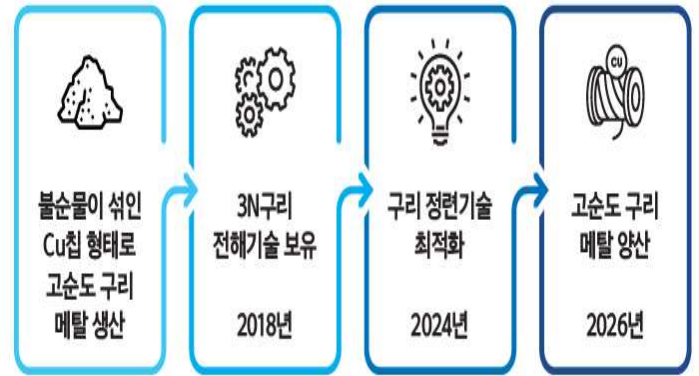 불순물이 섞인
Cu칩 형태로
고순도 구리
메탈 생산
3N구리
전해기술 보유
2018년
구리 정련기술
최적화
2024년
CU
고순도 구리
메탈 양산
2026년